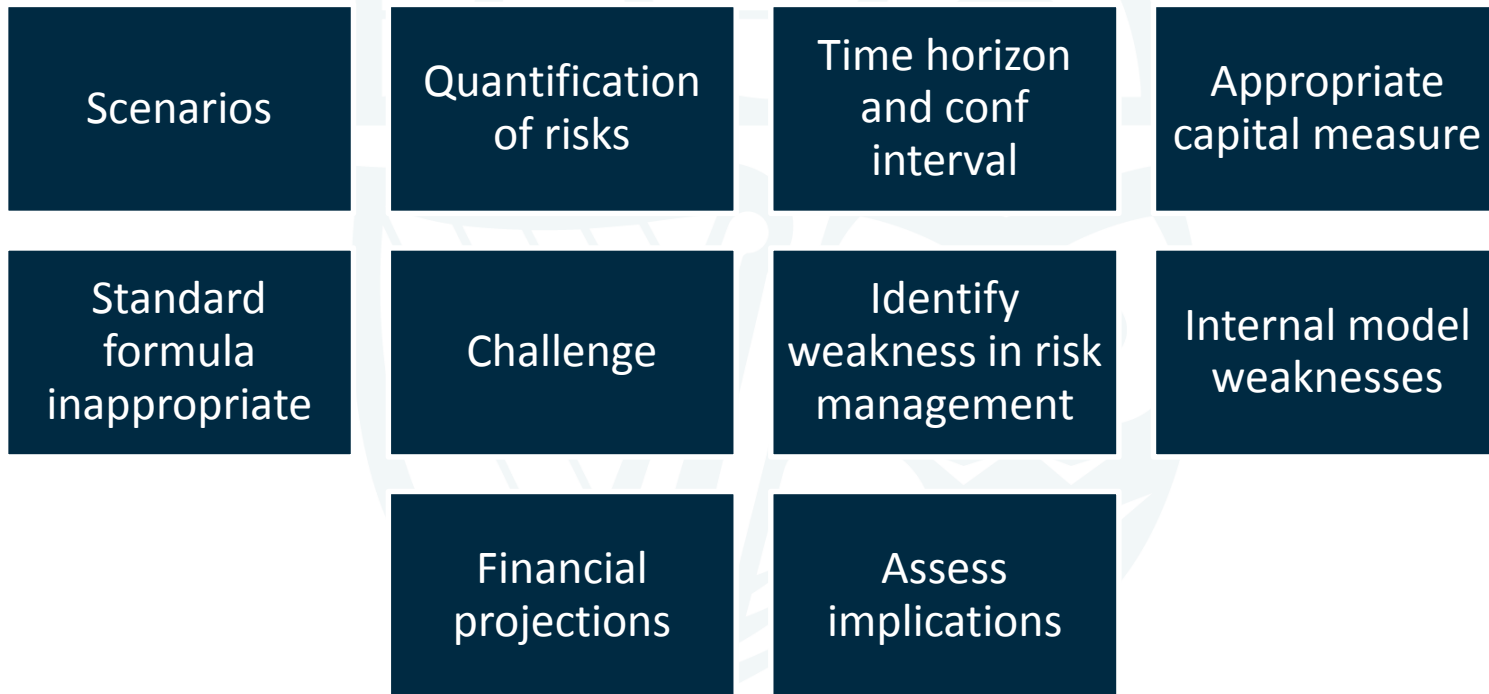 Scenarios
Quantification
of risks
Time horizon
and conf
interval
Appropriate
capital measure
Standard
formula
inappropriate
Challenge
Identify
weakness in risk
management
Internal model
weaknesses
Financial
projections
Assess
implications